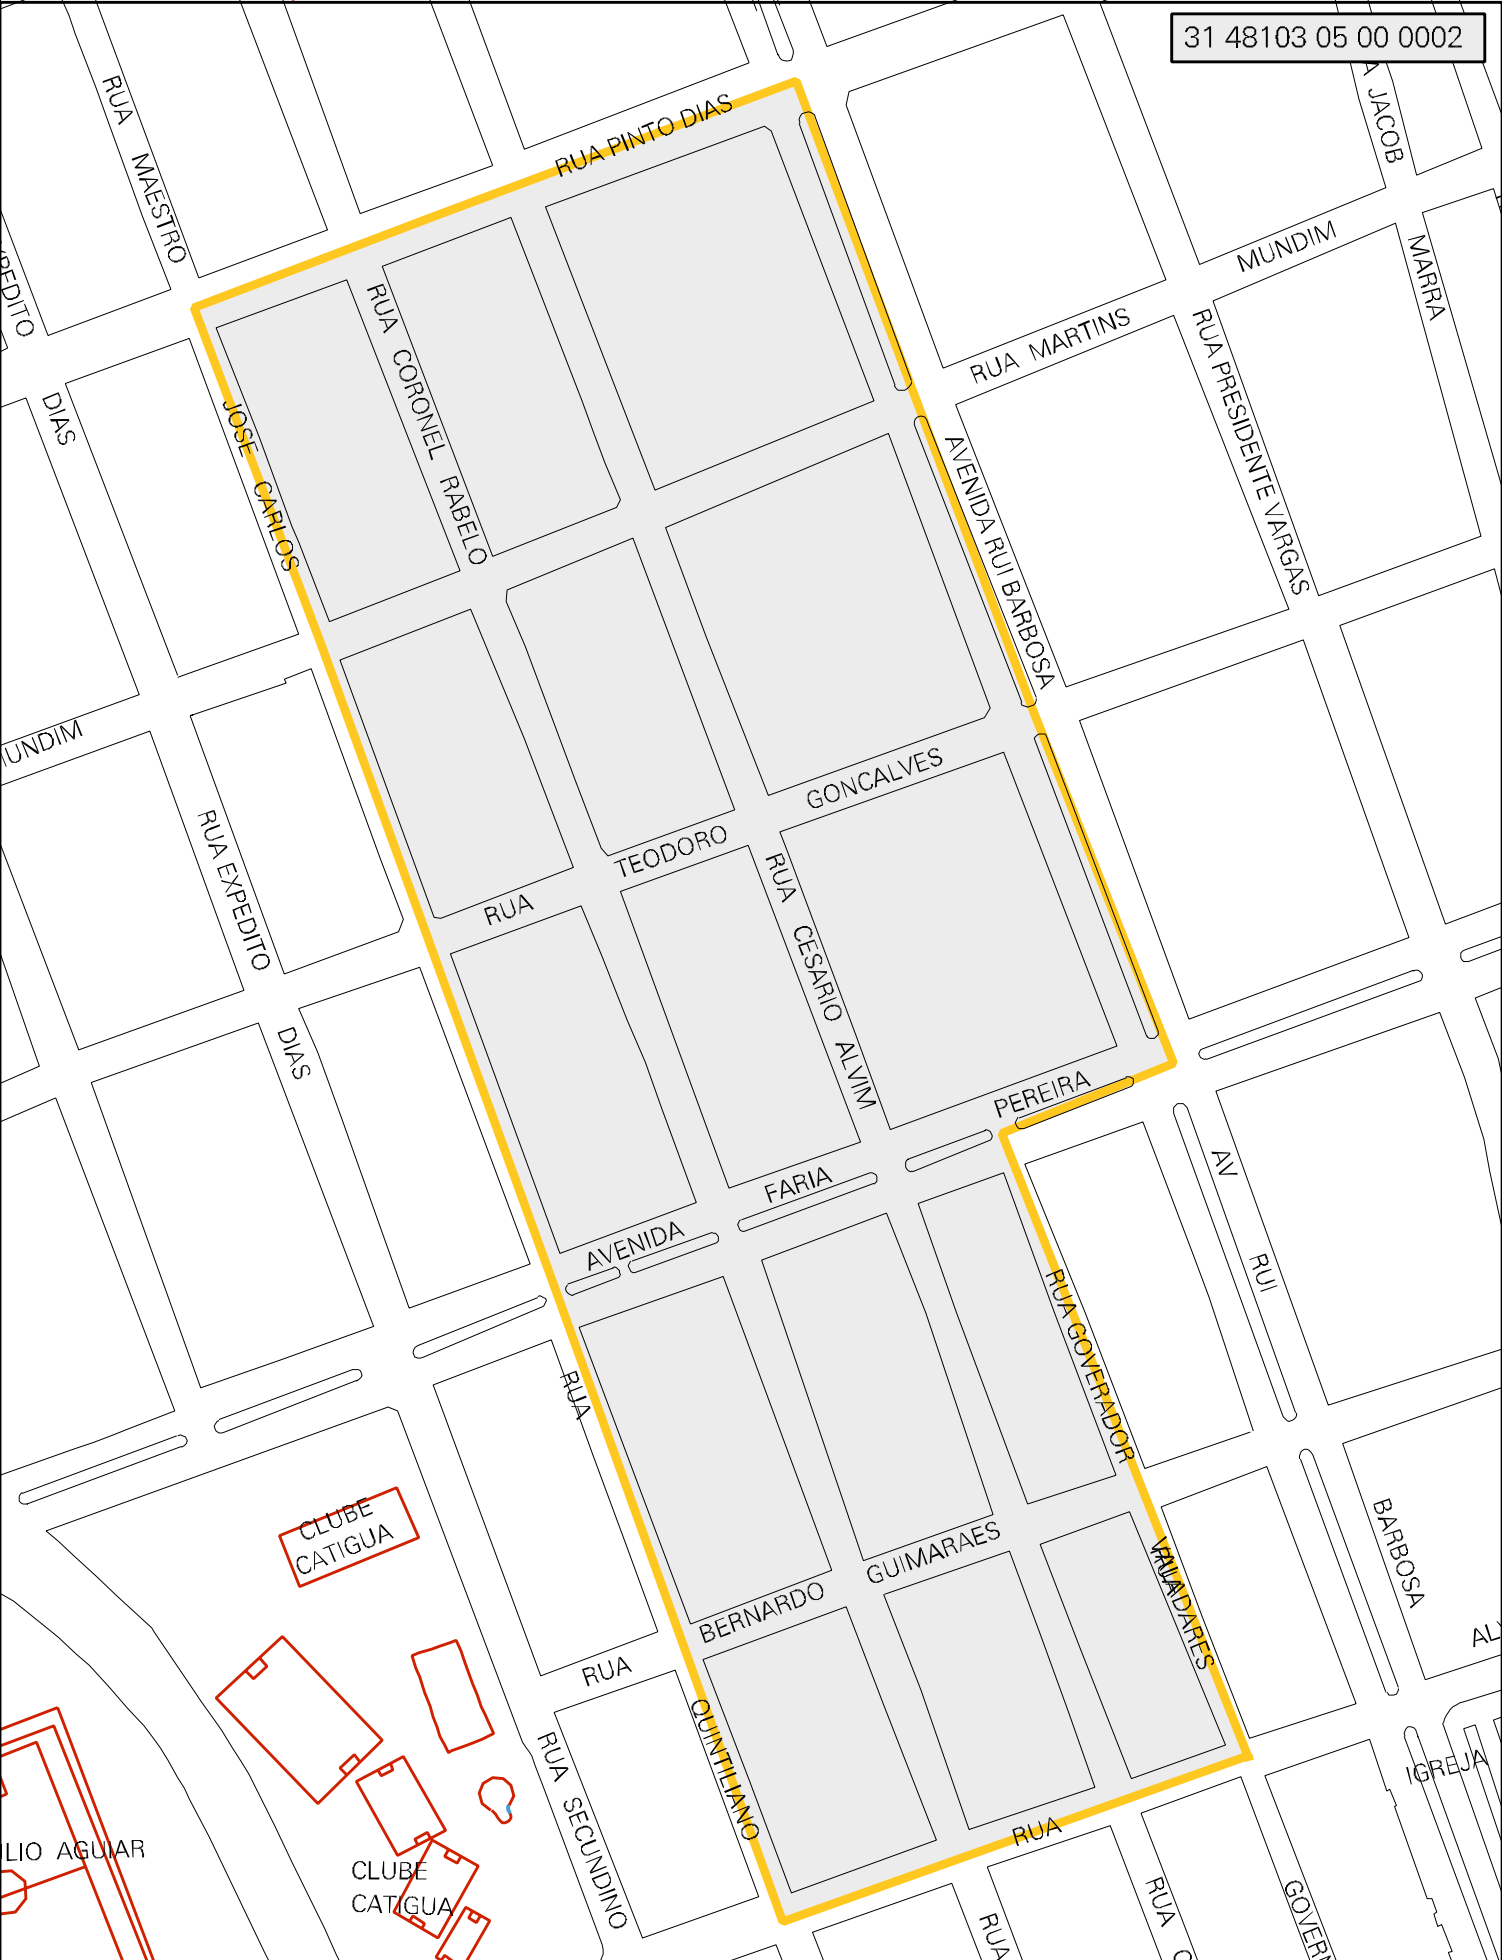 31 48103 05 00 0002
RUA PINTO DIAS
RUA MAESTRO
JACOB
MUNDIM
MARRA
RUA MARTINS
RUA PRESIDENTE VARGAS
RUA CORONEL RABELO
DIAS
JOSE CARLOS
AVENIDA RUI BARBOSA
GONCALVES
TEODORO
RUA
RUA EXPEDITO
DIAS
RUA CESARIO ALVIM
PEREIRA
FARIA
AVENIDA
AV
RUI
BARBOSA
RUA GOVERADOR
VALADARES
RUA
RUA
CLUBE
CATIGUA
GUIMARAES
BERNARDO
RUA
QUINTILIANO
RUA SECUNDINO
IGREJA
RUA
AGUIAR
CLUBE
CATIGUA
RUA
RUA